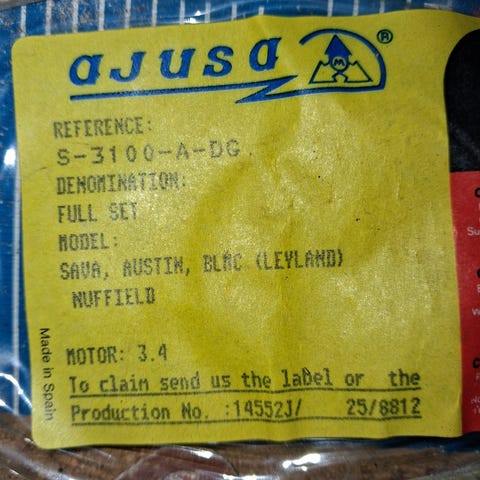 AJUSA ®
REFERENCE:
S-3100-A-DG
DENOMINATION:
FULL SET
MODEL:
SAVA, AUSTIN, BLMC (LEYLAND)
NUFFIELD
MOTOR: 3.4
To claim send us the label or the
Production No. :14552J/ 25/8812
Made in Spain